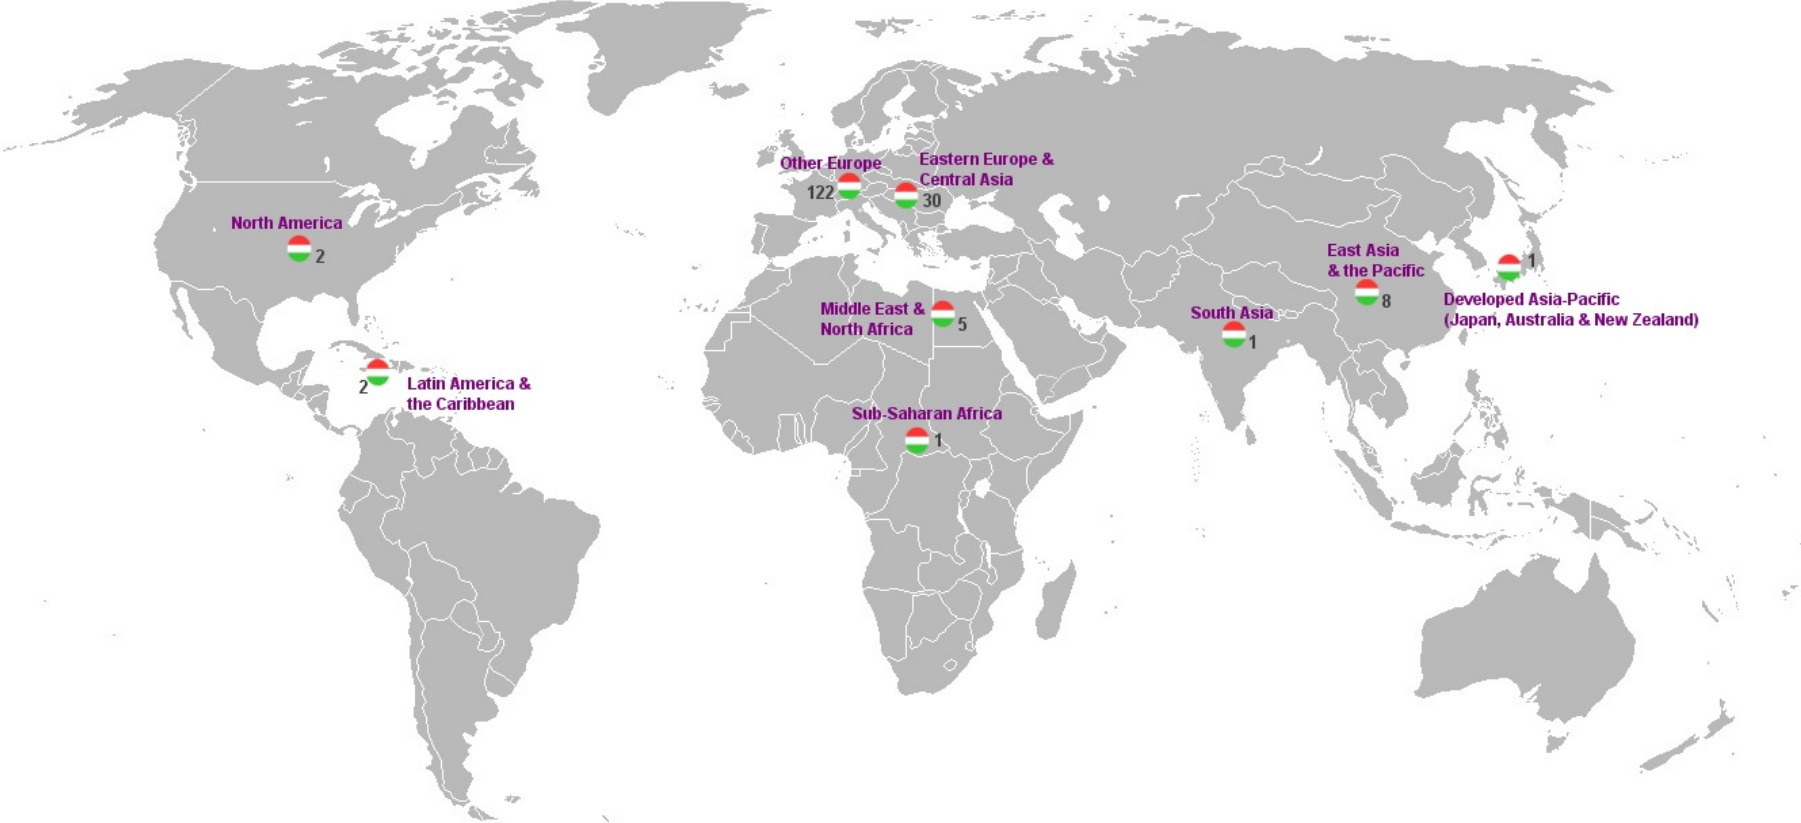 Other Europe
122
Eastern Europe &
Central Asia
30
North America
2
East Asia
& the Pacific
8
1
Developed Asia-Pacific
(Japan, Australia & New Zealand)
Middle East &
North Africa
5
South Asia
1
2
Latin America &
the Caribbean
Sub-Saharan Africa
1